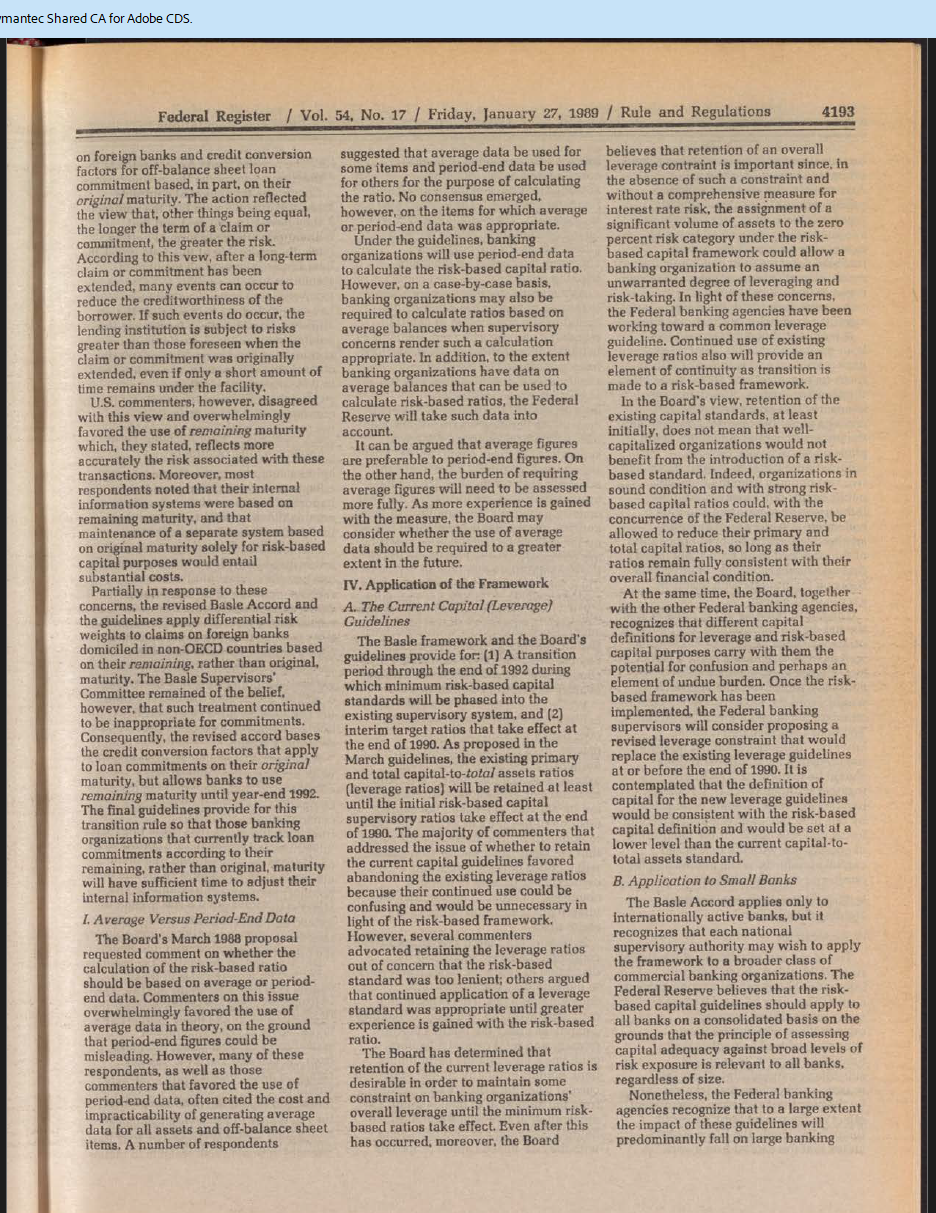 ymantec Shared CA for Adobe CDS.
Federal Register / Vol. 54, No. 17 / Friday, January 27, 1989 / Rule and Regulations 4193
on foreign banks and credit conversion
factors for off-balance sheet loan
commitment based, in part, on their
original maturity. The action reflected
the view that, other things being equal,
the longer the term of a claim or
commitment, the greater the risk.
According to this vew, after a long-term
claim or commitment has been
extended, many events can occur to
reduce the creditworthiness of the
borrower. If such events do occur, the
lending institution is subject to risks
greater than those foreseen when the
claim or commitment was originally
extended, even if only a short amount of
time remains under the facility.
U.S. commenters, however, disagreed
with this view and overwhelmingly
favored the use of remaining maturity
which, they stated, reflects more
accurately the risk associated with these
transactions. Moreover, most
respondents noted that their internal
information systems were based on
remaining maturity, and that
maintenance of a separate system based
on original maturity solely for risk-based
capital purposes would entail
substantial costs.
Partially in response to these
concerns, the revised Basle Accord and
the guidelines apply differential risk
weights to claims on foreign banks
domiciled in non-OECD countries based
on their remaining, rather than original,
maturity. The Basle Supervisors'
Committee remained of the belief,
however, that such treatment continued
to be inappropriate for commitments.
Consequently, the revised accord bases
the credit conversion factors that apply
to loan commitments on their original
maturity, but allows banks to use
remaining maturity until year-end 1992.
The final guidelines provide for this
transition rule so that those banking
organizations that currently track loan
commitments according to their
remaining, rather than original, maturity
will have sufficient time to adjust their
internal information systems.
I. Average Versus Period-End Data
The Board's March 1988 proposal
requested comment on whether the
calculation of the risk-based ratio
should be based on average or period-
end data. Commenters on this issue
overwhelmingly favored the use of
average data in theory, on the ground
that period-end figures could be
misleading. However, many of these
respondents, as well as those
commenters that favored the use of
period-end data, often cited the cost and
impracticability of generating average
data for all assets and off-balance sheet
items. A number of respondents
suggested that average data be used for
some items and period-end data be used
for others for the purpose of calculating
the ratio. No consensus emerged,
however, on the items for which average
or period-end data was appropriate.
Under the guidelines, banking
organizations will use period-end data
to calculate the risk-based capital ratio.
However, on a case-by-case basis,
banking organizations may also be
required to calculate ratios based on
average balances when supervisory
concerns render such a calculation
appropriate. In addition, to the extent
banking organizations have data on
average balances that can be used to
calculate risk-based ratios, the Federal
Reserve will take such data into
account.
It can be argued that average figures
are preferable to period-end figures. On
the other hand, the burden of requiring
average figures will need to be assessed
more fully. As more experience is gained
with the measure, the Board may
consider whether the use of average
data should be required to a greater
extent in the future.
IV. Application of the Framework
A. The Current Capital (Leverage)
Guidelines
The Basle framework and the Board's
guidelines provide for: (1) A transition
period through the end of 1992 during
which minimum risk-based capital
standards will be phased into the
existing supervisory system, and (2)
interim target ratios that take effect at
the end of 1990. As proposed in the
March guidelines, the existing primary
and total capital-to-total assets ratios
(leverage ratios) will be retained at least
until the initial risk-based capital
supervisory ratios take effect at the end
of 1990. The majority of commenters that
addressed the issue of whether to retain
the current capital guidelines favored
abandoning the existing leverage ratios
because their continued use could be
confusing and would be unnecessary in
light of the risk-based framework.
However, several commenters
advocated retaining the leverage ratios
out of concern that the risk-based
standard was too lenient; others argued
that continued application of a leverage
standard was appropriate until greater
experience is gained with the risk-based
ratio.
The Board has determined that
retention of the current leverage ratios is
desirable in order to maintain some
constraint on banking organizations'
overall leverage until the minimum risk-
based ratios take effect. Even after this
has occurred, moreover, the Board
believes that retention of an overall
leverage contraint is important since, in
the absence of such a constraint and
without a comprehensive measure for
interest rate risk, the assignment of a
significant volume of assets to the zero
percent risk category under the risk-
based capital framework could allow a
banking organization to assume an
unwarranted degree of leveraging and
risk-taking. In light of these concerns,
the Federal banking agencies have been
working toward a common leverage
guideline. Continued use of existing
leverage ratios also will provide an
element of continuity as transition is
made to a risk-based framework.
In the Board's view, retention of the
existing capital standards, at least
initially, does not mean that well-
capitalized organizations would not
benefit from the introduction of a risk-
based standard. Indeed, organizations in
sound condition and with strong risk-
based capital ratios could, with the
concurrence of the Federal Reserve, be
allowed to reduce their primary and
total capital ratios, so long as their
ratios remain fully consistent with their
overall financial condition.
At the same time, the Board, together
with the other Federal banking agencies,
recognizes that different capital
definitions for leverage and risk-based
capital purposes carry with them the
potential for confusion and perhaps an
element of undue burden. Once the risk-
based framework has been
implemented, the Federal banking
supervisors will consider proposing a
revised leverage constraint that would
replace the existing leverage guidelines
at or before the end of 1990. It is
contemplated that the definition of
capital for the new leverage guidelines
would be consistent with the risk-based
capital definition and would be set at a
lower level than the current capital-to-
total assets standard.
B. Application to Small Banks
The Basle Accord applies only to
internationally active banks, but it
recognizes that each national
supervisory authority may wish to apply
the framework to a broader class of
commercial banking organizations. The
Federal Reserve believes that the risk-
based capital guidelines should apply to
all banks on a consolidated basis on the
grounds that the principle of assessing
capital adequacy against broad levels of
risk exposure is relevant to all banks,
regardless of size.
Nonetheless, the Federal banking
agencies recognize that to a large extent
the impact of these guidelines will
predominantly fall on large banking